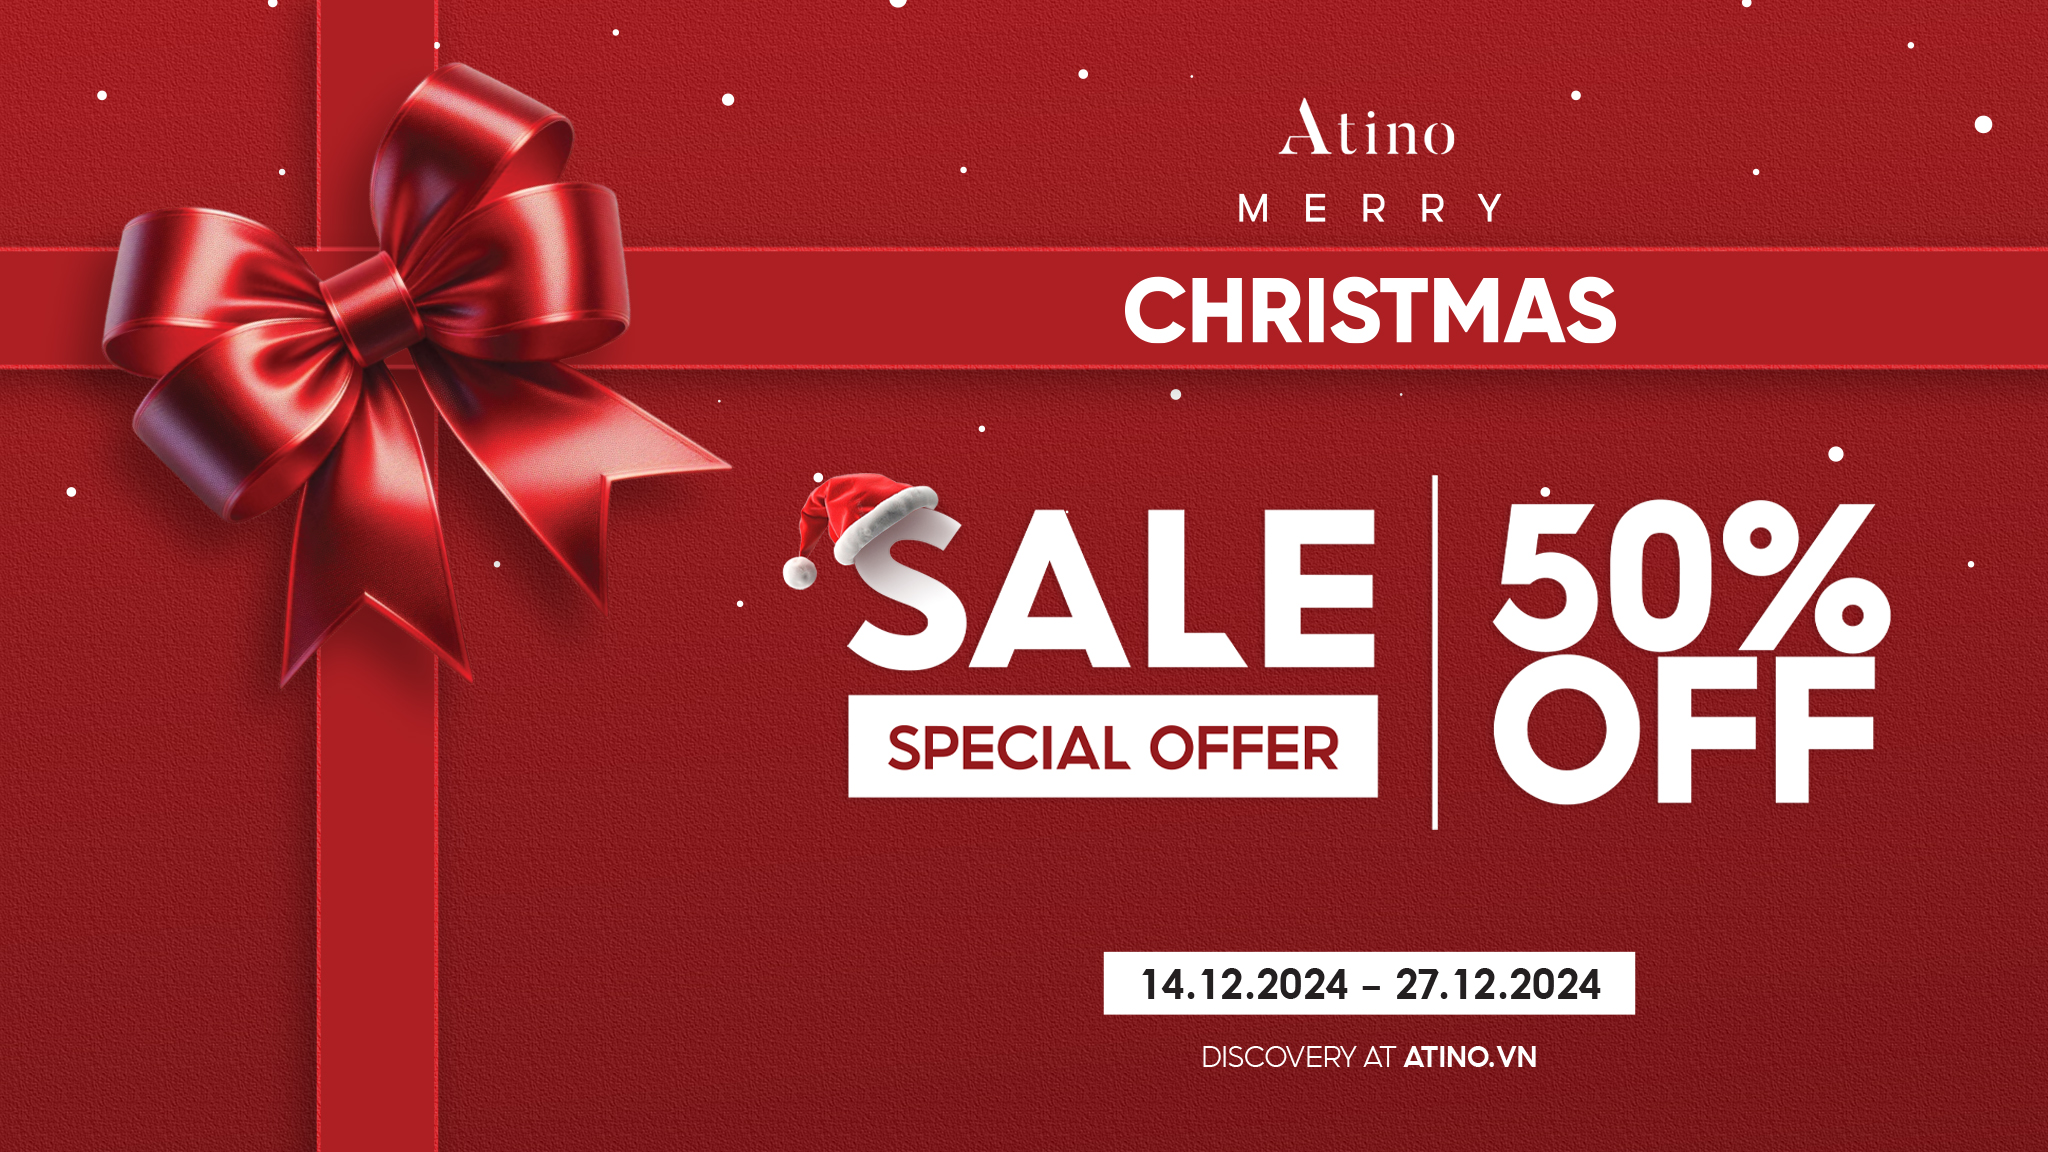 Atino
MERRY
CHRISTMAS
SALE
SPECIAL OFFER
50%
OFF
14.12.2024 – 27.12.2024
DISCOVERY AT ATINO.VN